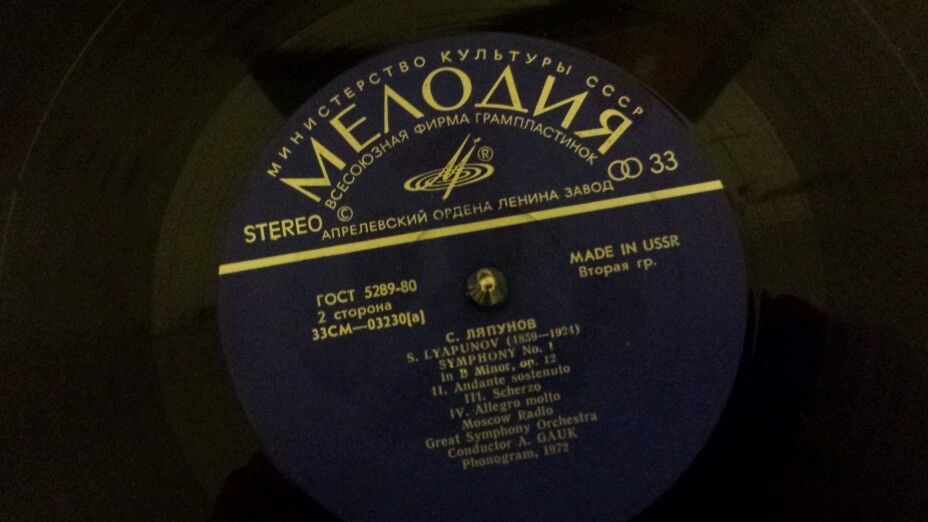 МИНИСТЕРСТВО КУЛЬТУРЫ СССР
МЕЛОДИЯ
ВСЕСОЮЗНАЯ ФИРМА ГРАМПЛАСТИНОК
®
STEREO © АПРЕЛЕВСКИЙ ОРДЕНА ЛЕНИНА ЗАВОД 33
MADE IN USSR
Вторая гр.
ГОСТ 5289-80
2 сторона
33СМ—03230[а]
С. ЛЯПУНОВ
S. LYAPUNOV (1859—1924)
SYMPHONY No. 1
in B Minor, op. 12
II. Andante sostenuto
III. Scherzo
IV. Allegro molto
Moscow Radio
Great Symphony Orchestra
Conductor A. GAUK
Phonogram, 1972